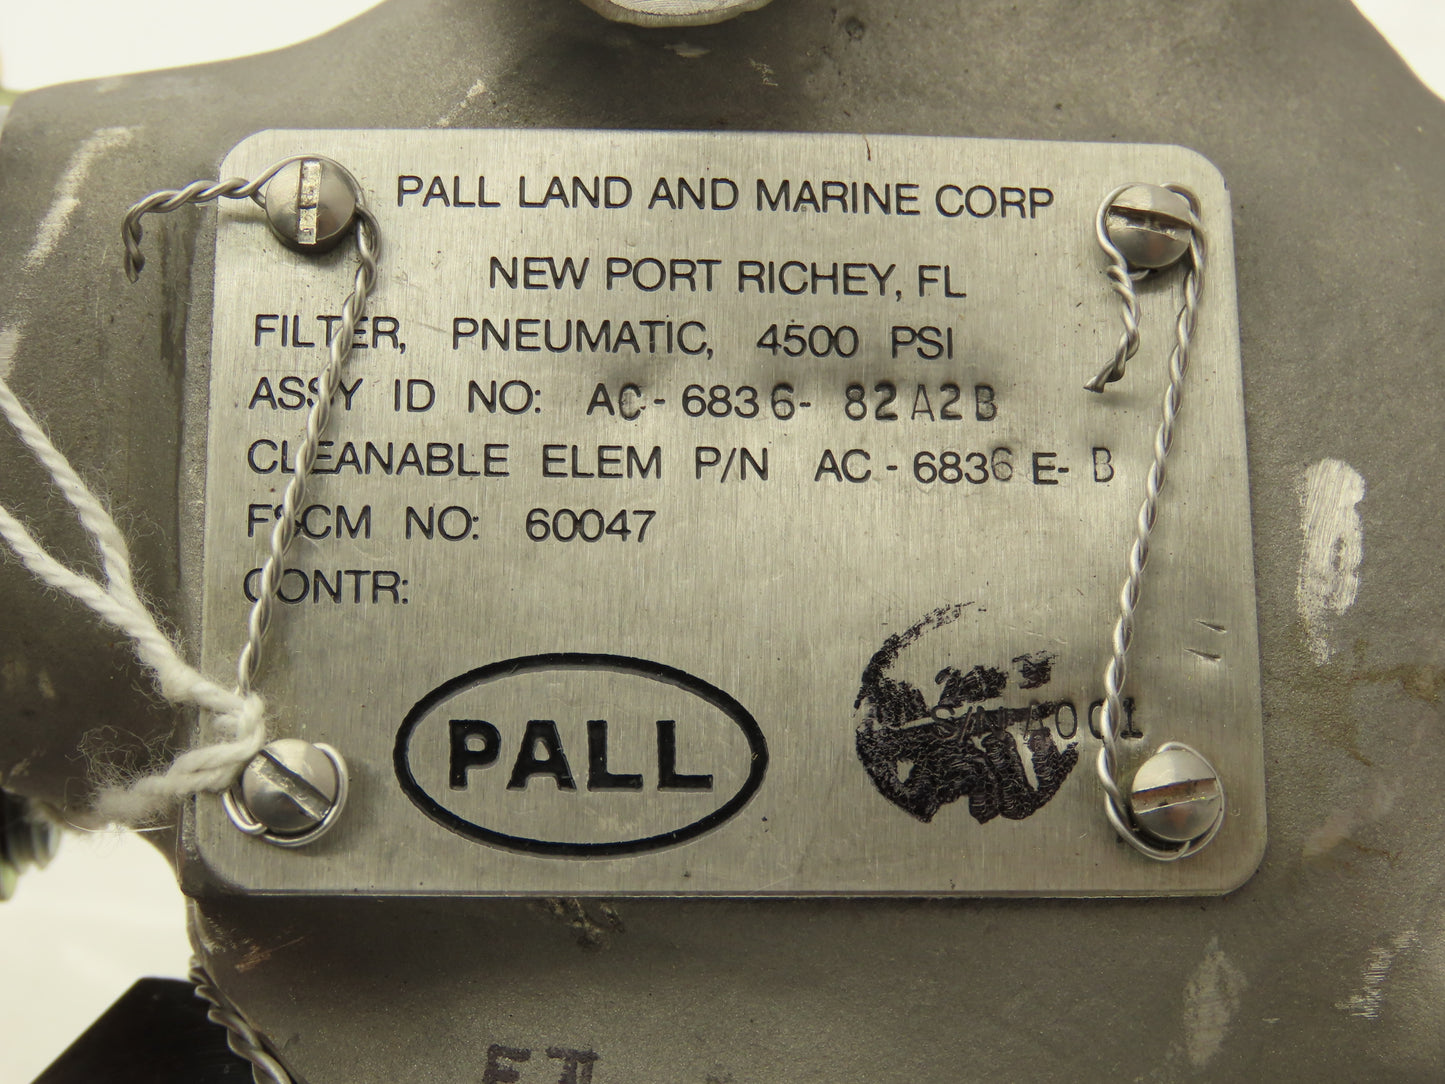 PALL LAND AND MARINE CORP
NEW PORT RICHEY, FL
FILTER, PNEUMATIC, 4500 PSI
ASSY ID NO: AC-6836-82A2B
CLEANABLE ELEM P/N AC-6836E-B
FSCM NO: 60047
CONTR:
S/N A001
PALL